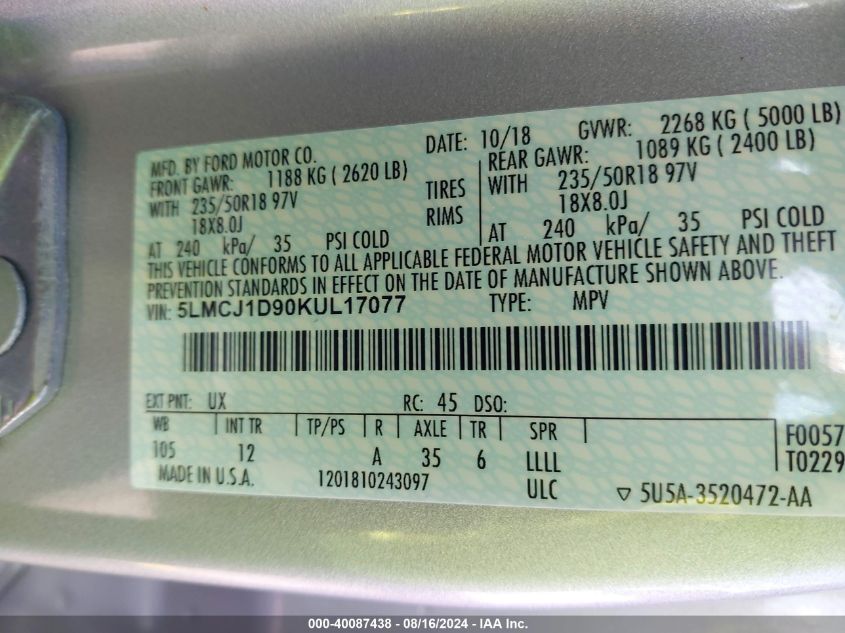 MFD. BY FORD MOTOR CO.
DATE: 10/18 GVWR: 2268 KG ( 5000 LB)
FRONT GAWR: 1188 KG ( 2620 LB)
REAR GAWR: 1089 KG ( 2400 LB)
WITH 235/50R18 97V TIRES WITH 235/50R18 97V
18X8.0J RIMS 18X8.0J
AT 240 kPa/ 35 PSI COLD AT 240 kPa/ 35 PSI COLD
THIS VEHICLE CONFORMS TO ALL APPLICABLE FEDERAL MOTOR VEHICLE SAFETY AND THEFT
PREVENTION STANDARDS IN EFFECT ON THE DATE OF MANUFACTURE SHOWN ABOVE.
VIN: 5LMCJ1D90KUL17077 TYPE: MPV
EXT PNT: UX RC: 45 DSO:
WB INT TR TP/PS R AXLE TR SPR F0057
105 12 A 35 6 LLLL T0229
MADE IN U.S.A. 1201810243097 ULC ▽ 5U5A-3520472-AA
000-40087438 - 08/16/2024 - IAA Inc.